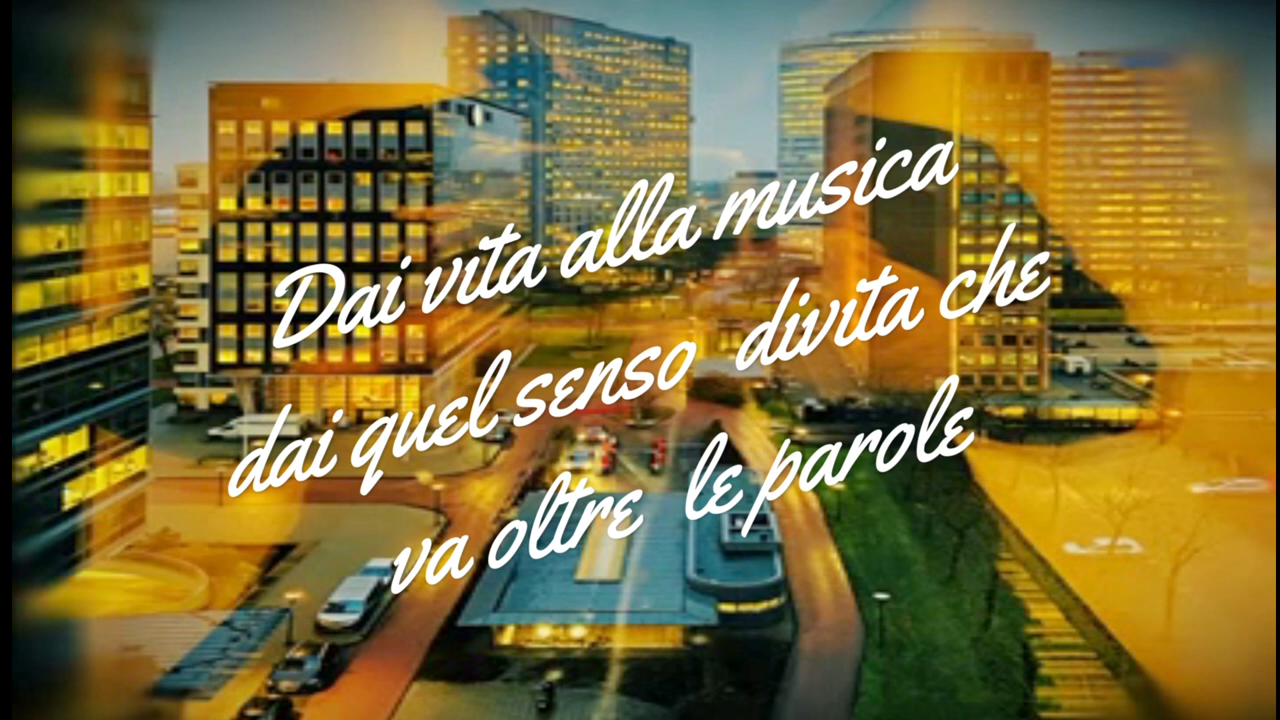 Dai vita alla musica
dai quel senso divita che
va oltre le parole